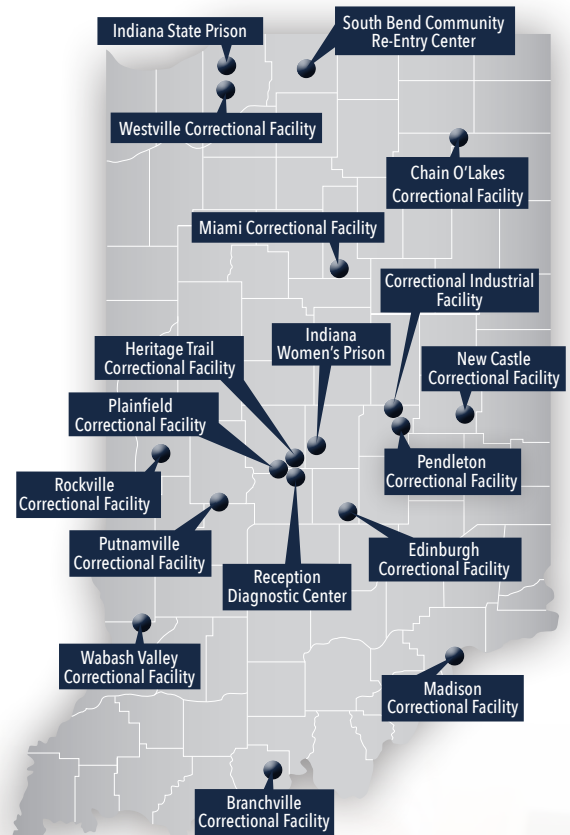 Indiana State Prison
South Bend Community
Re-Entry Center
Westville Correctional Facility
Chain O'Lakes
Correctional Facility
Miami Correctional Facility
Correctional Industrial
Facility
Heritage Trail
Correctional Facility
Indiana
Women's Prison
New Castle
Correctional Facility
Plainfield
Correctional Facility
Pendleton
Correctional Facility
Rockville
Correctional Facility
Putnamville
Correctional Facility
Edinburgh
Correctional Facility
Reception
Diagnostic Center
Wabash Valley
Correctional Facility
Madison
Correctional Facility
Branchville
Correctional Facility